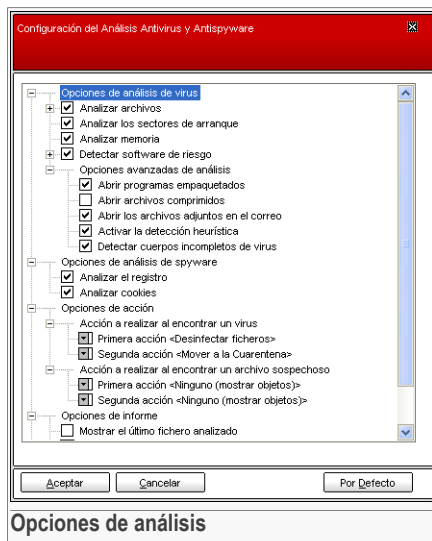 Configuración del Análisis Antivirus y Antispyware
Opciones de análisis de virus
Analizar archivos
Analizar los sectores de arranque
Analizar memoria
Detectar software de riesgo
Opciones avanzadas de análisis
Abrir programas empaquetados
Abrir archivos comprimidos
Abrir los archivos adjuntos en el correo
Activar la detección heurística
Detectar cuerpos incompletos de virus
Opciones de análisis de spyware
Analizar el registro
Analizar cookies
Opciones de acción
Acción a realizar al encontrar un virus
Primera acción <Desinfectar ficheros>
Segunda acción <Mover a la Cuarentena>
Acción a realizar al encontrar un archivo sospechoso
Primera acción <Ninguno (mostrar objetos)>
Segunda acción <Ninguno (mostrar objetos)>
Opciones de informe
Mostrar el último fichero analizado
Aceptar Cancelar Por Defecto
Opciones de análisis